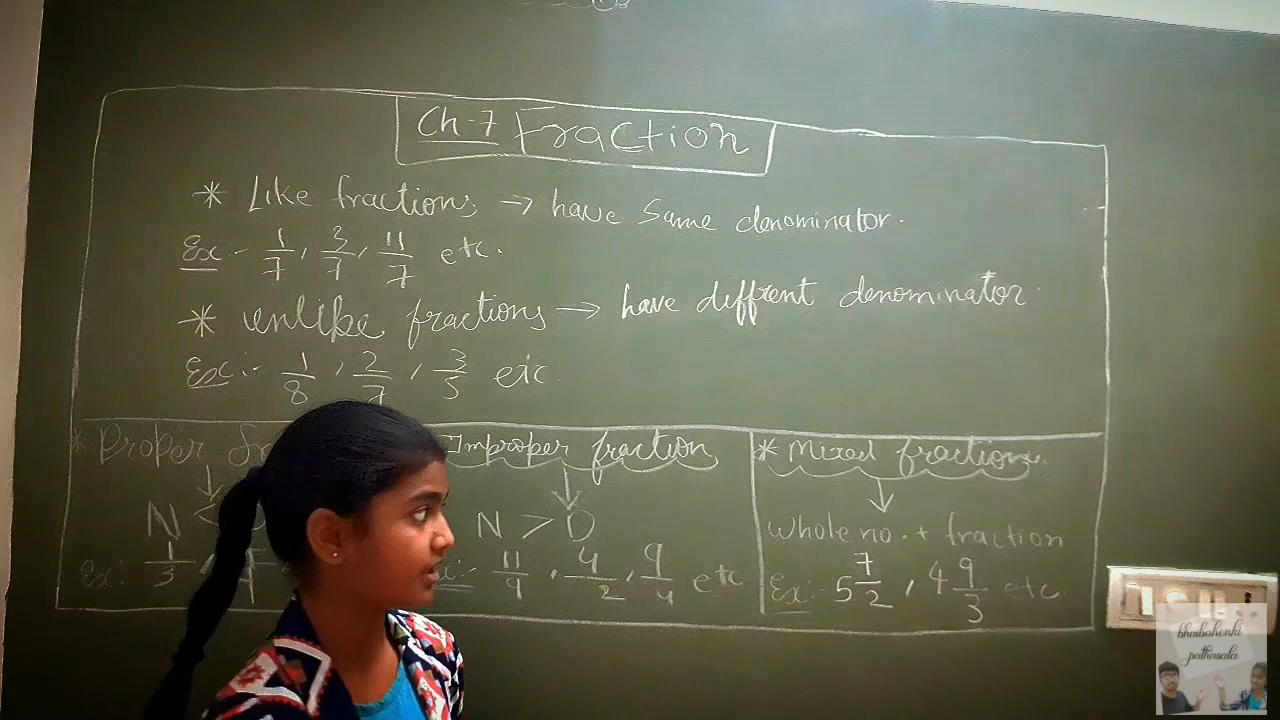 Ch-7 Fraction
* Like fractions → have Same denominator.
Ex - 1/7, 3/7, 11/7 etc.
* unlike fractions → have diffrent denominator.
Ex:- 1/8, 2/7, 3/5 etc.
* Proper
N <
Ex: 1/3,
Improper fraction
N > D
11/9, 4/2, 9/4 etc
* Mixed fractions.
Whole no. + fraction
Ex:- 5 7/2, 4 9/3 etc.
bhaibahenki
pathasala